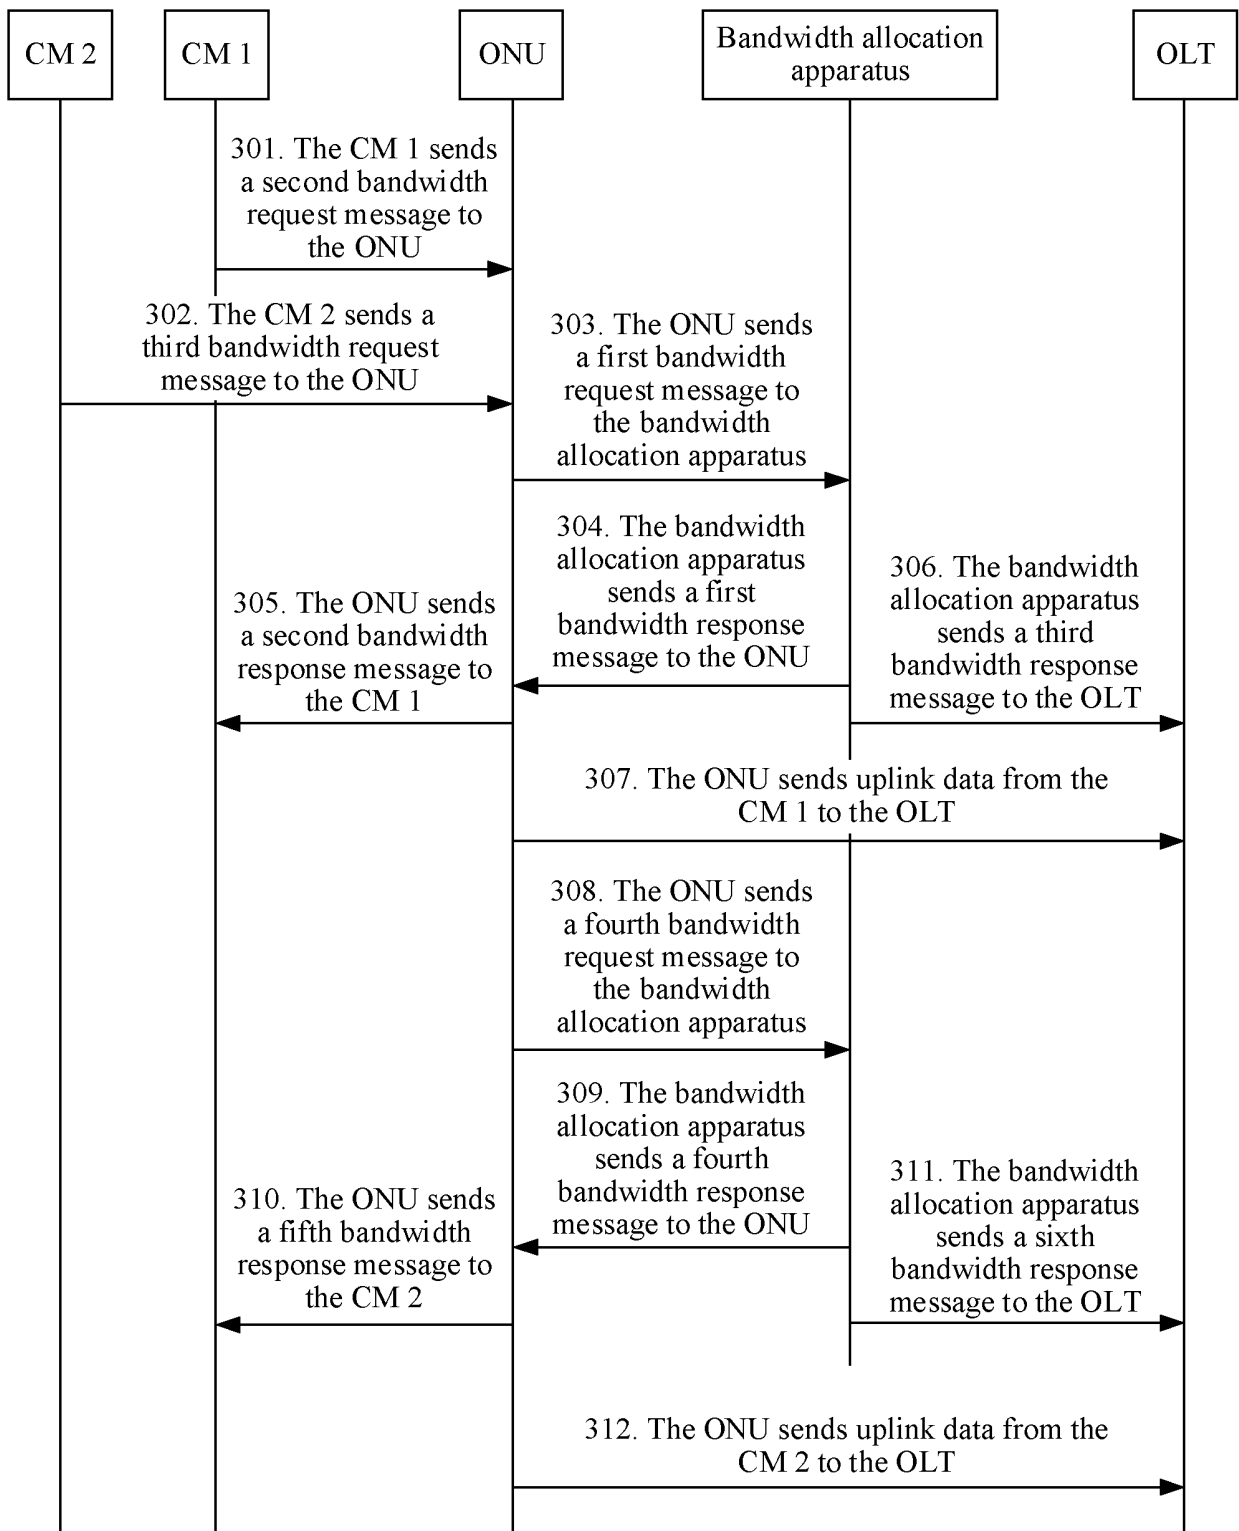 CM 2
CM 1
ONU
Bandwidth allocation
apparatus
OLT
301. The CM 1 sends
a second bandwidth
request message to
the ONU
302. The CM 2 sends a
third bandwidth request
message to the ONU
303. The ONU sends
a first bandwidth
request message to
the bandwidth
allocation apparatus
304. The bandwidth
allocation apparatus
sends a first
bandwidth response
message to the ONU
305. The ONU sends
a second bandwidth
response message to
the CM 1
306. The bandwidth
allocation apparatus
sends a third
bandwidth response
message to the OLT
307. The ONU sends uplink data from the
CM 1 to the OLT
308. The ONU sends
a fourth bandwidth
request message to
the bandwidth
allocation apparatus
309. The bandwidth
allocation apparatus
sends a fourth
bandwidth response
message to the ONU
310. The ONU sends
a fifth bandwidth
response message to
the CM 2
311. The bandwidth
allocation apparatus
sends a sixth
bandwidth response
message to the OLT
312. The ONU sends uplink data from the
CM 2 to the OLT